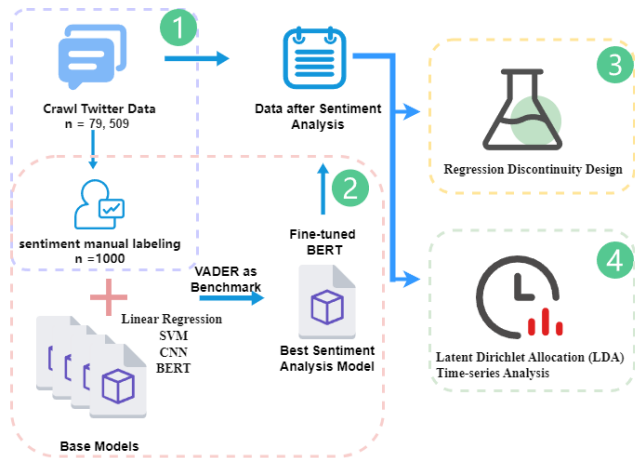 1
Crawl Twitter Data
n = 79, 509
Data after Sentiment
Analysis
3
Regression Discontinuity Design
sentiment manual labeling
n =1000
2
Fine-tuned
BERT
VADER as
Benchmark
Linear Regression
SVM
CNN
BERT
Best Sentiment
Analysis Model
Base Models
4
Latent Dirichlet Allocation (LDA)
Time-series Analysis